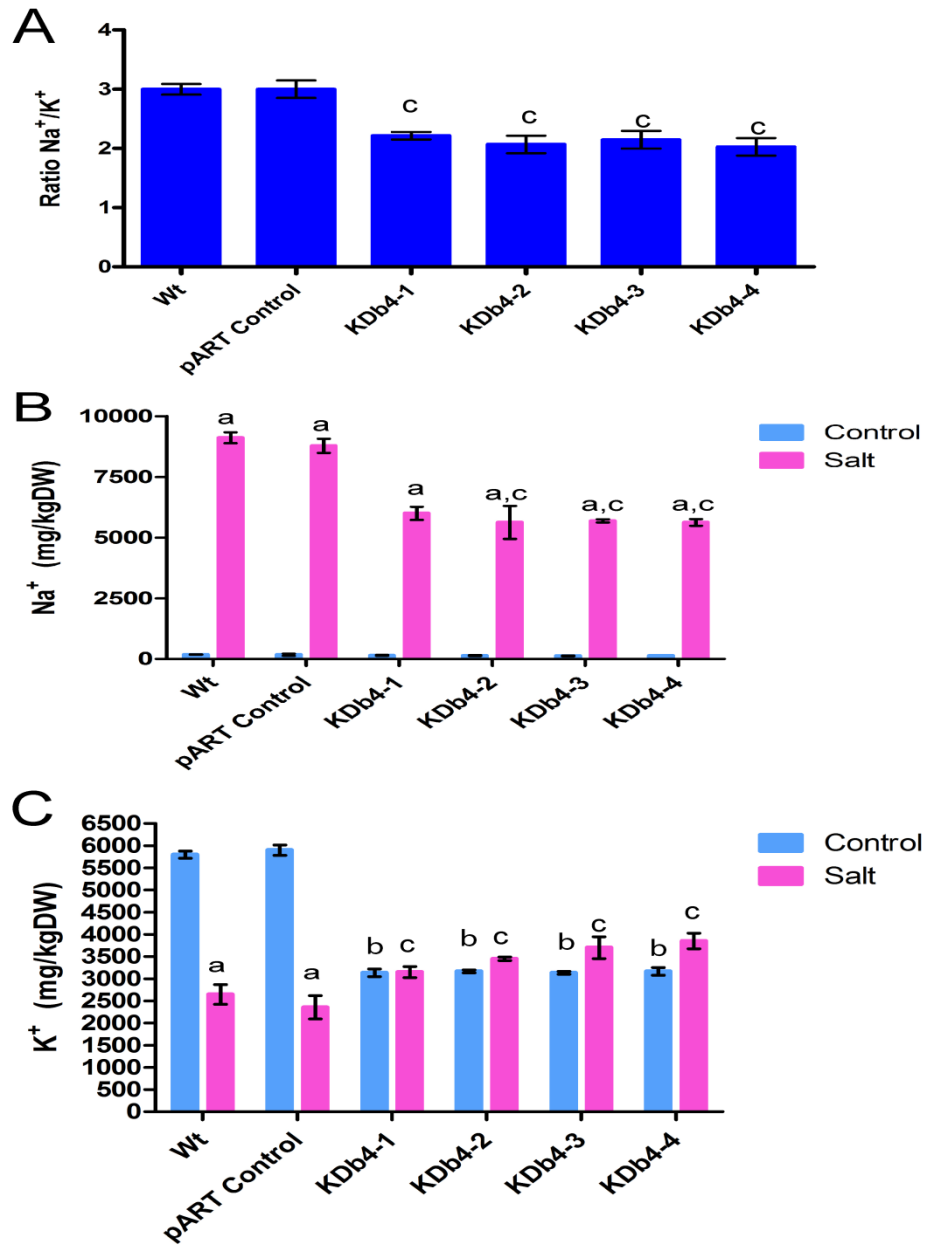 A
Ratio Na⁺/K⁺
4
3
2
1
0
c
c
c
c
Wt
pART Control
KDb4-1
KDb4-2
KDb4-3
KDb4-4
B
Na⁺ (mg/kgDW)
10000
7500
5000
2500
0
a
a
a
a,c
a,c
a,c
Control
Salt
Wt
pART Control
KDb4-1
KDb4-2
KDb4-3
KDb4-4
C
K⁺ (mg/kgDW)
6500
6000
5500
5000
4500
4000
3500
3000
2500
2000
1500
1000
500
0
a
a
b
c
b
c
b
c
b
c
Control
Salt
Wt
pART Control
KDb4-1
KDb4-2
KDb4-3
KDb4-4